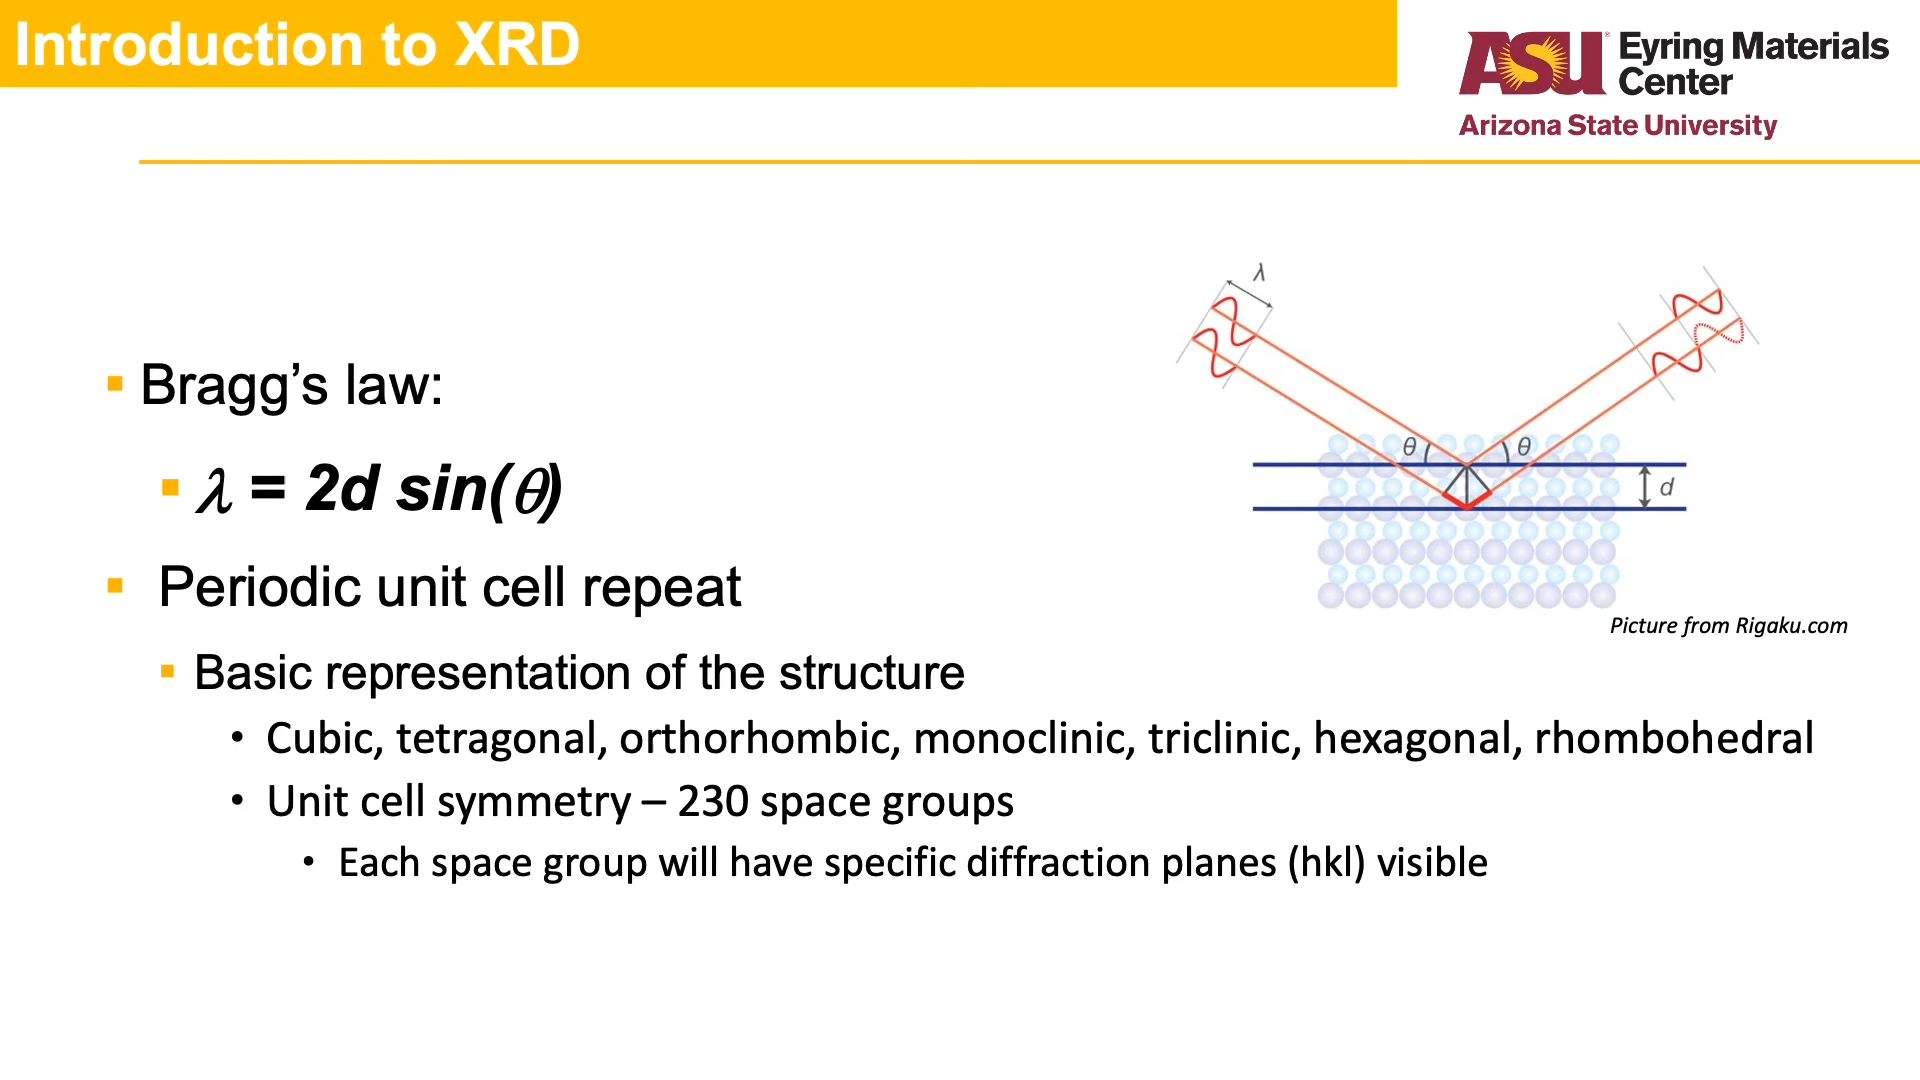 Introduction to XRD
ASU Eyring Materials
Center
Arizona State University
Bragg’s law:
λ = 2d sin(θ)
Periodic unit cell repeat
Basic representation of the structure
Cubic, tetragonal, orthorhombic, monoclinic, triclinic, hexagonal, rhombohedral
Unit cell symmetry – 230 space groups
Each space group will have specific diffraction planes (hkl) visible
λ
θ
θ
d
Picture from Rigaku.com